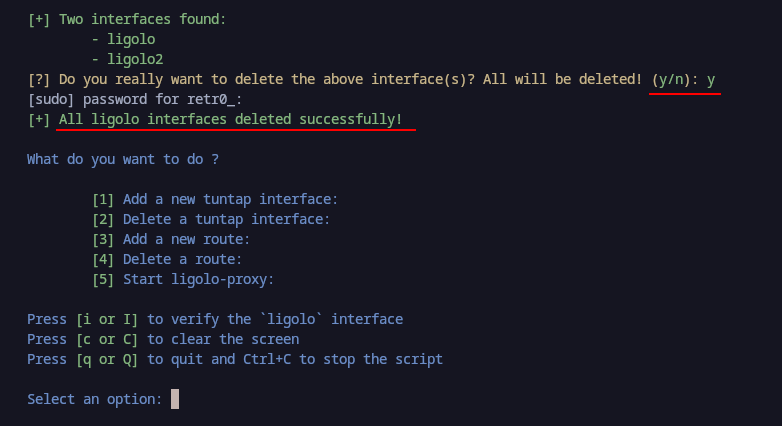 [+] Two interfaces found:
- ligolo
- ligolo2
[?] Do you really want to delete the above interface(s)? All will be deleted! (y/n): y
[sudo] password for retr0_:
[+] All ligolo interfaces deleted successfully!
What do you want to do ?
[1] Add a new tuntap interface:
[2] Delete a tuntap interface:
[3] Add a new route:
[4] Delete a route:
[5] Start ligolo-proxy:
Press [i or I] to verify the `ligolo` interface
Press [c or C] to clear the screen
Press [q or Q] to quit and Ctrl+C to stop the script
Select an option: